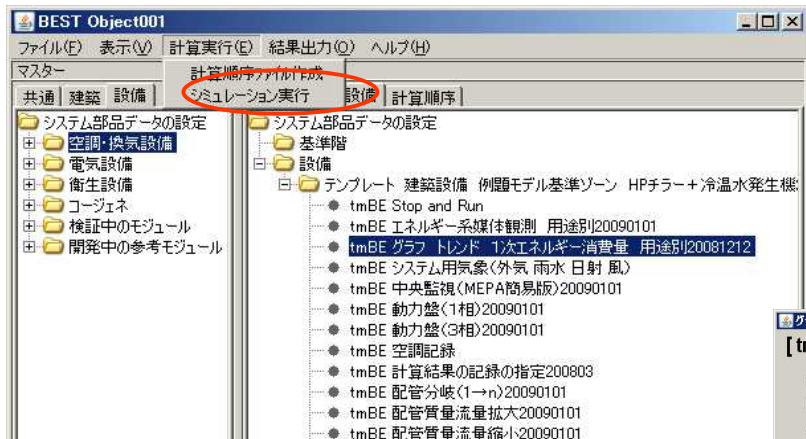 BEST Object001
ファイル(F) 表示(V) 計算実行(E) 結果出力(O) ヘルプ(H)
マスター
計算順序ファイル作成
シミュレーション実行
共通 建築 設備
設備 計算順序
システム部品データの設定
空調・換気設備
電気設備
衛生設備
コージェネ
検証中のモジュール
開発中の参考モジュール
システム部品データの設定
基準階
設備
テンプレート 建築設備 例題モデル基準ゾーン HPチラー+冷温水発生機
tmBE Stop and Run
tmBE エネルギー系媒体観測 用途別20090101
tmBE グラフ トレンド 1次エネルギー消費量 用途別20081212
tmBE システム用気象(外気 雨水 日射 風)
tmBE 中央監視(MEPA簡易版)20090101
tmBE 動力盤(1相)20090101
tmBE 動力盤(3相)20090101
tmBE 空調記録
tmBE 計算結果の記録の指定200803
tmBE 配管分岐(1→n)20090101
tmBE 配管質量流量拡大20090101
tmBE 配管質量流量縮小20090101